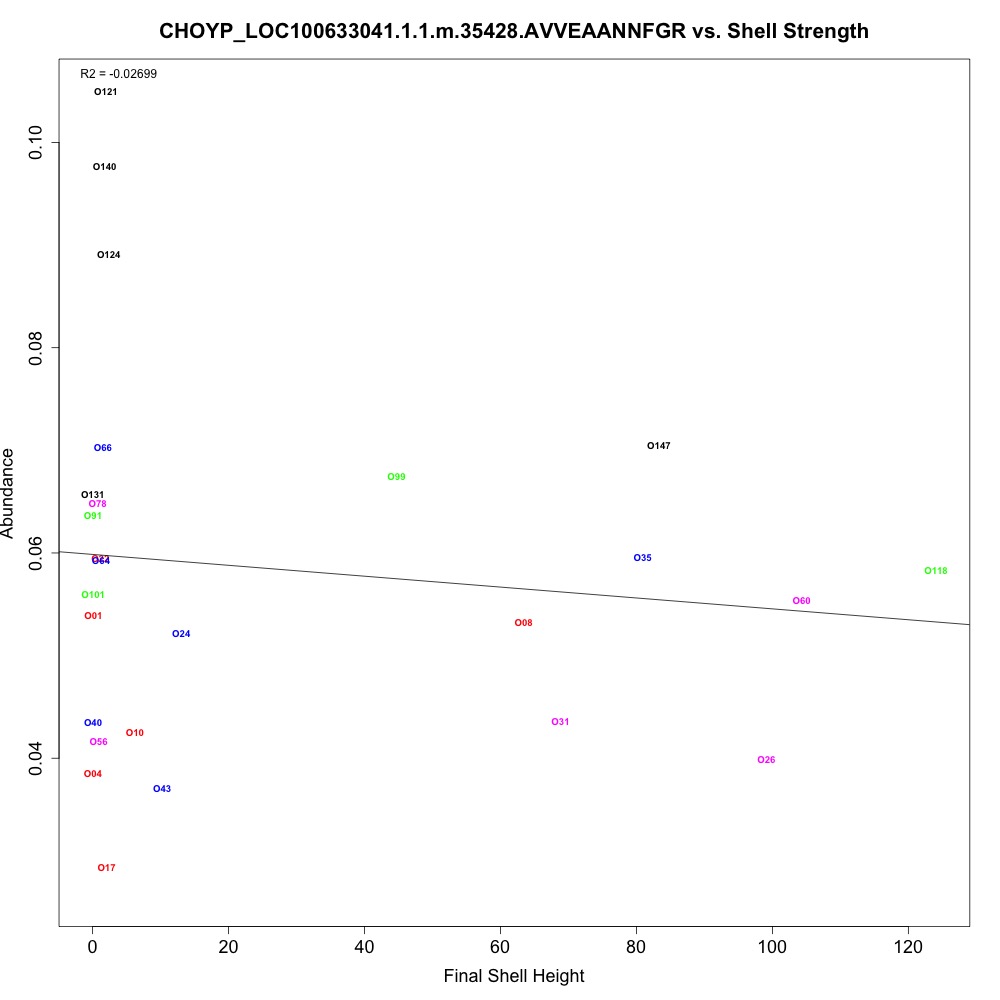 CHOYP_LOC100633041.1.1.m.35428.AVVEAANNFGR vs. Shell Strength
R2 = -0.02699
O121
0.10
O140
O124
0.08
O66
O147
O99
O131
O78
O91
Abundance
0.06
O64
O35
O118
O101
O60
O01
O08
O24
O40
O31
O10
O56
0.04
O26
O04
O43
O17
0 20 40 60 80 100 120
Final Shell Height